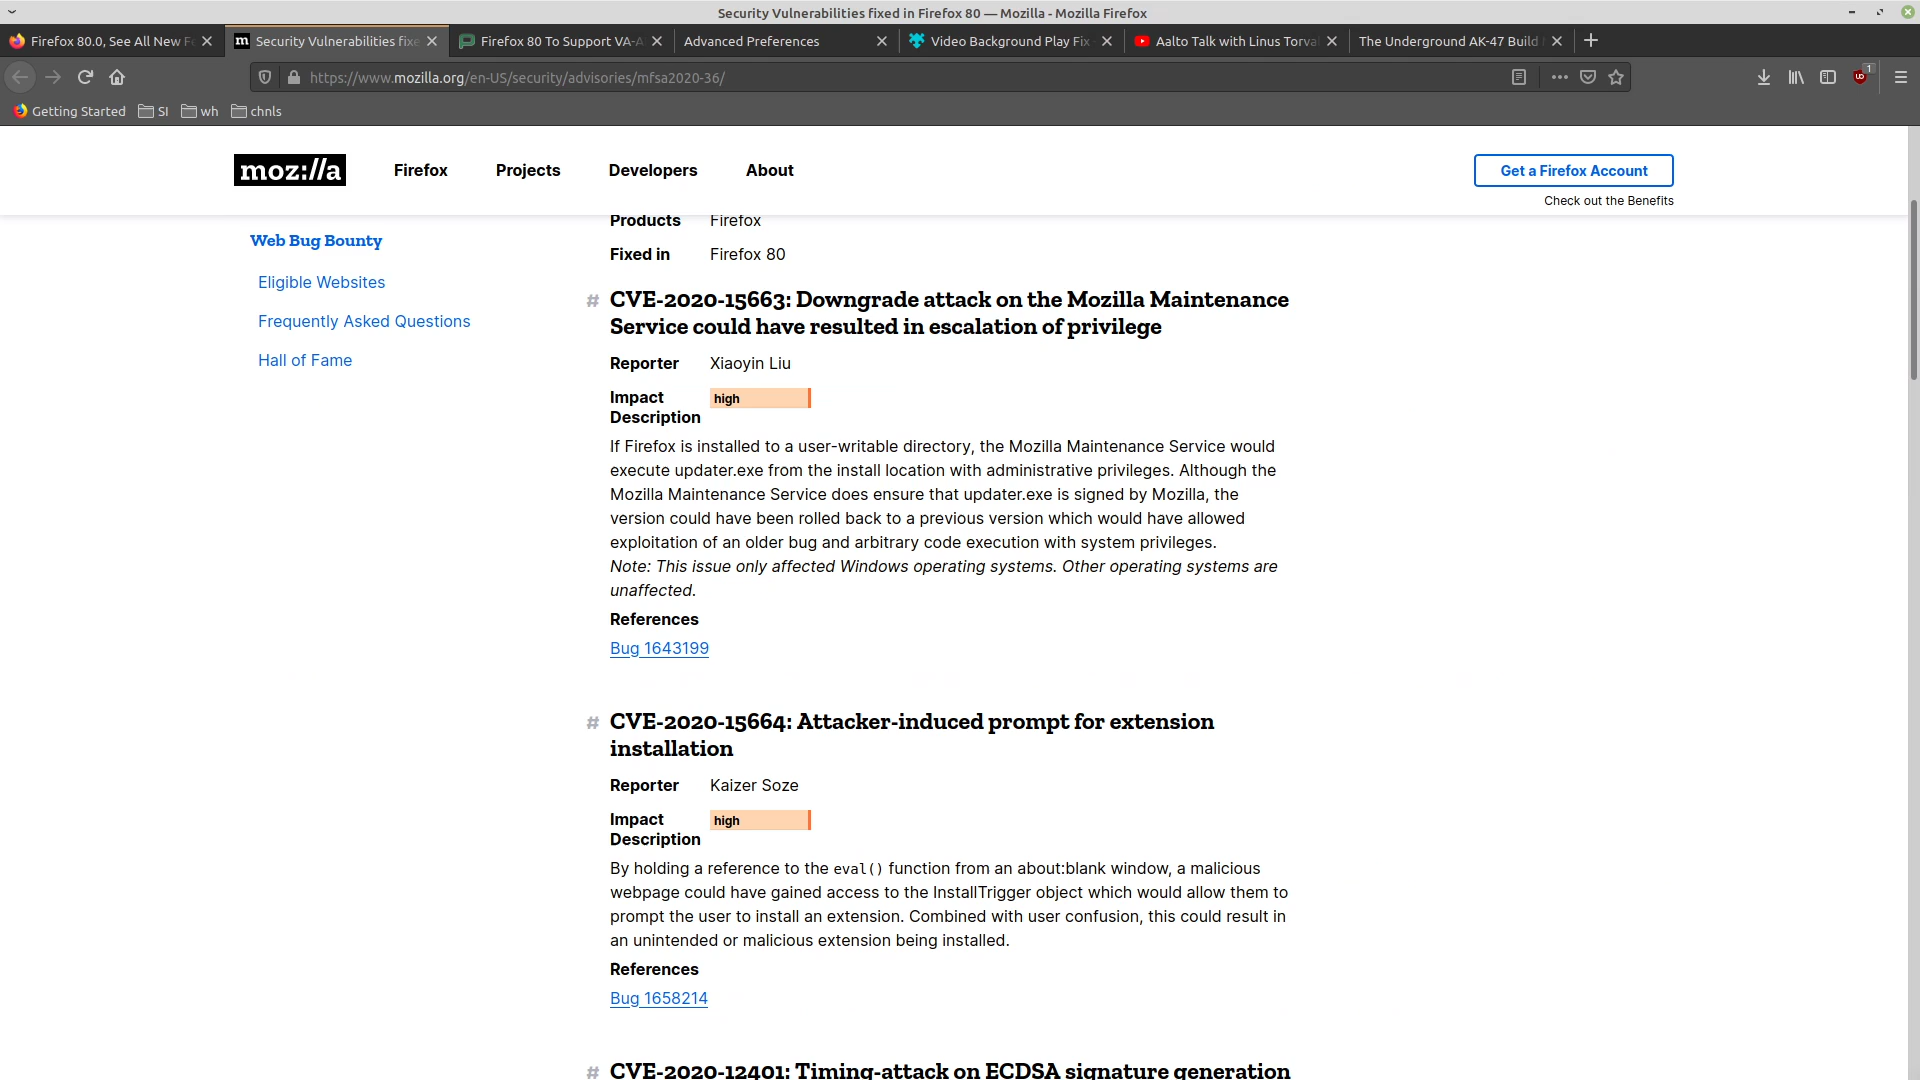 Security Vulnerabilities fixed in Firefox 80 — Mozilla - Mozilla Firefox
Firefox 80.0, See All New F
Security Vulnerabilities fixe
Firefox 80 To Support VA-A
Advanced Preferences
Video Background Play Fix
Aalto Talk with Linus Torva
The Underground AK-47 Build
https://www.mozilla.org/en-US/security/advisories/mfsa2020-36/
1
Getting Started
SI
wh
chnls
moz://a
Firefox
Projects
Developers
About
Get a Firefox Account
Check out the Benefits
Web Bug Bounty
Eligible Websites
Frequently Asked Questions
Hall of Fame
Products Firefox
Fixed in Firefox 80
# CVE-2020-15663: Downgrade attack on the Mozilla Maintenance
Service could have resulted in escalation of privilege
Reporter Xiaoyin Liu
Impact high
Description
If Firefox is installed to a user-writable directory, the Mozilla Maintenance Service would
execute updater.exe from the install location with administrative privileges. Although the
Mozilla Maintenance Service does ensure that updater.exe is signed by Mozilla, the
version could have been rolled back to a previous version which would have allowed
exploitation of an older bug and arbitrary code execution with system privileges.
Note: This issue only affected Windows operating systems. Other operating systems are
unaffected.
References
Bug 1643199
# CVE-2020-15664: Attacker-induced prompt for extension
installation
Reporter Kaizer Soze
Impact high
Description
By holding a reference to the eval() function from an about:blank window, a malicious
webpage could have gained access to the InstallTrigger object which would allow them to
prompt the user to install an extension. Combined with user confusion, this could result in
an unintended or malicious extension being installed.
References
Bug 1658214
# CVE-2020-12401: Timing-attack on ECDSA signature generation